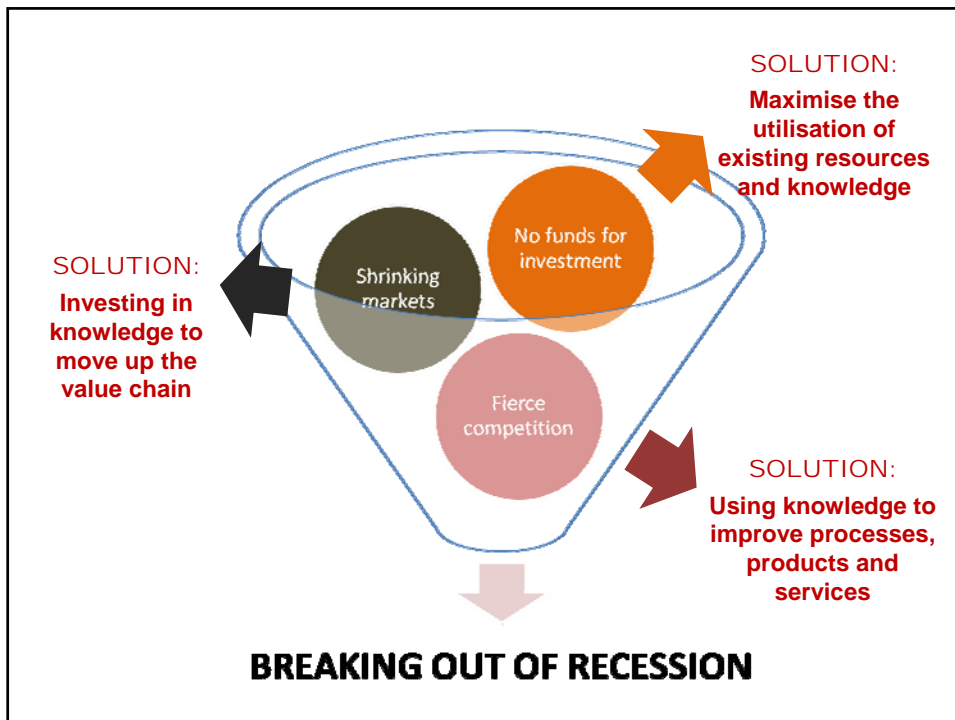 SOLUTION:
Maximise the
utilisation of
existing resources
and knowledge
No funds for
investment
Shrinking
markets
SOLUTION:
Investing in
knowledge to
move up the
value chain
Fierce
competition
SOLUTION:
Using knowledge to
improve processes,
products and
services
BREAKING OUT OF RECESSION